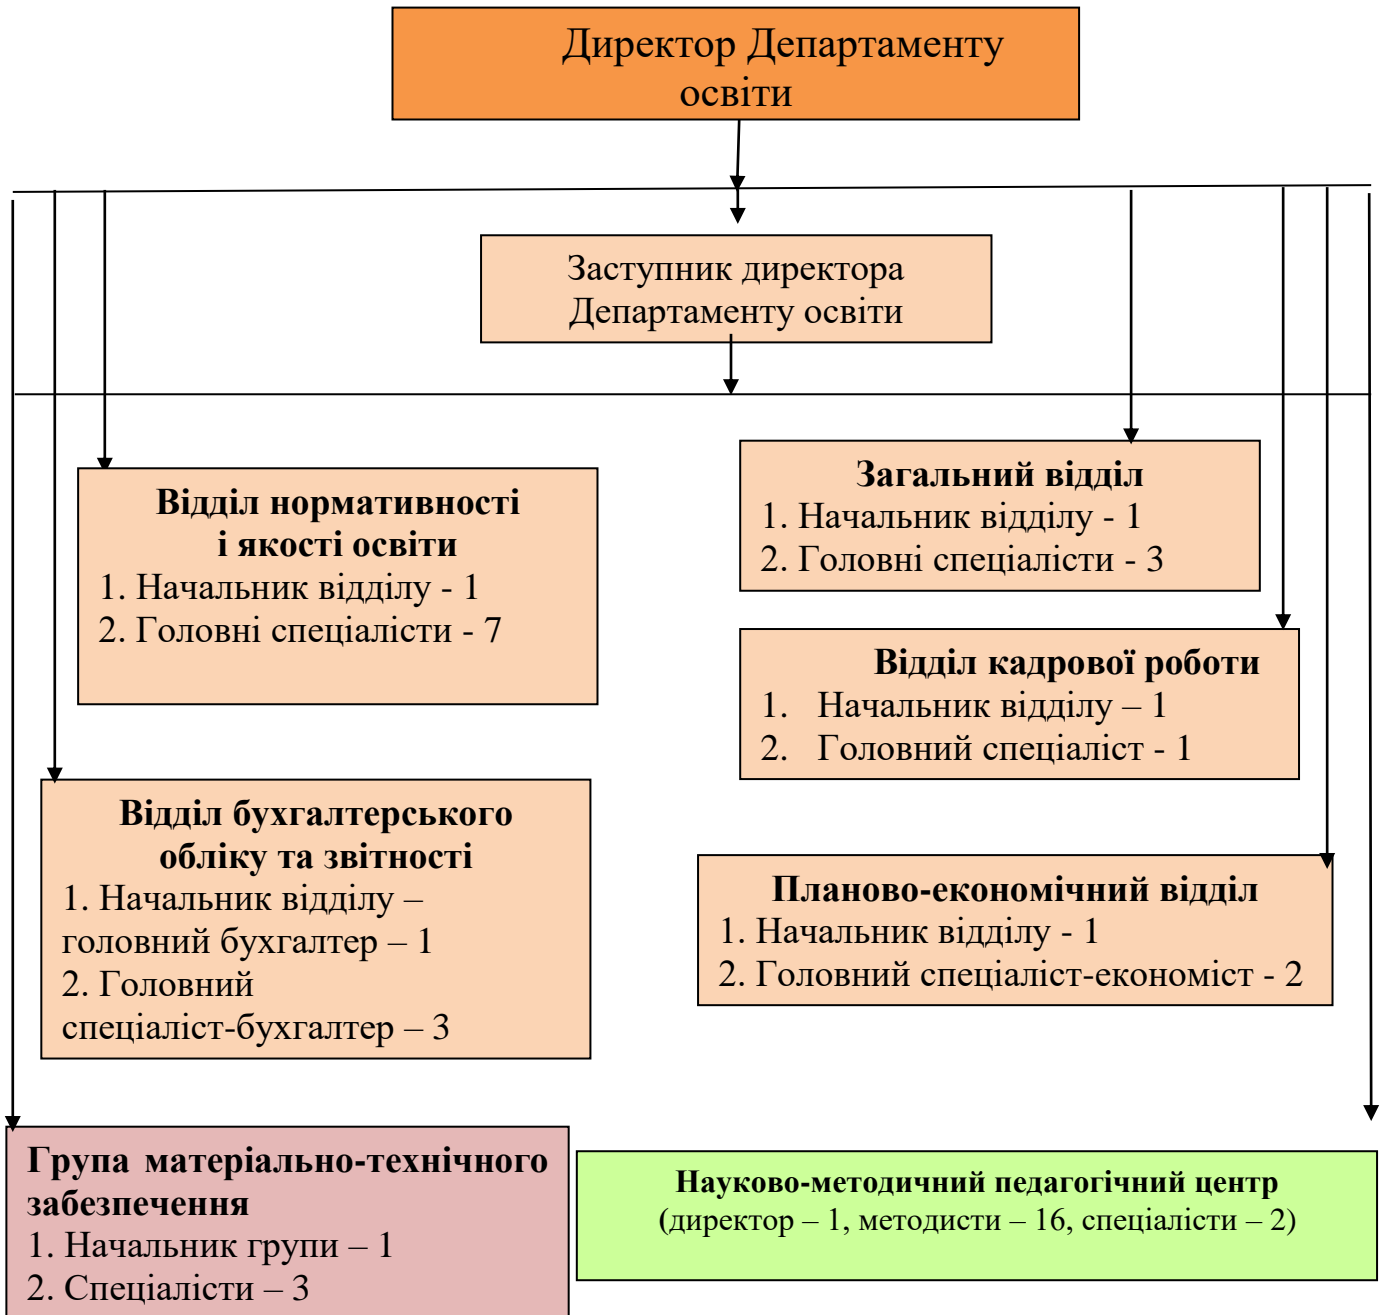 Директор Департаменту
освіти
Заступник директора
Департаменту освіти
Відділ нормативності
і якості освіти
1. Начальник відділу - 1
2. Головні спеціалісти - 7
Загальний відділ
1. Начальник відділу - 1
2. Головні спеціалісти - 3
Відділ кадрової роботи
1. Начальник відділу – 1
2. Головний спеціаліст - 1
Відділ бухгалтерського
обліку та звітності
1. Начальник відділу –
головний бухгалтер – 1
2. Головний
спеціаліст-бухгалтер – 3
Планово-економічний відділ
1. Начальник відділу - 1
2. Головний спеціаліст-економіст - 2
Група матеріально-технічного
забезпечення
1. Начальник групи – 1
2. Спеціалісти – 3
Науково-методичний педагогічний центр
(директор – 1, методисти – 16, спеціалісти – 2)